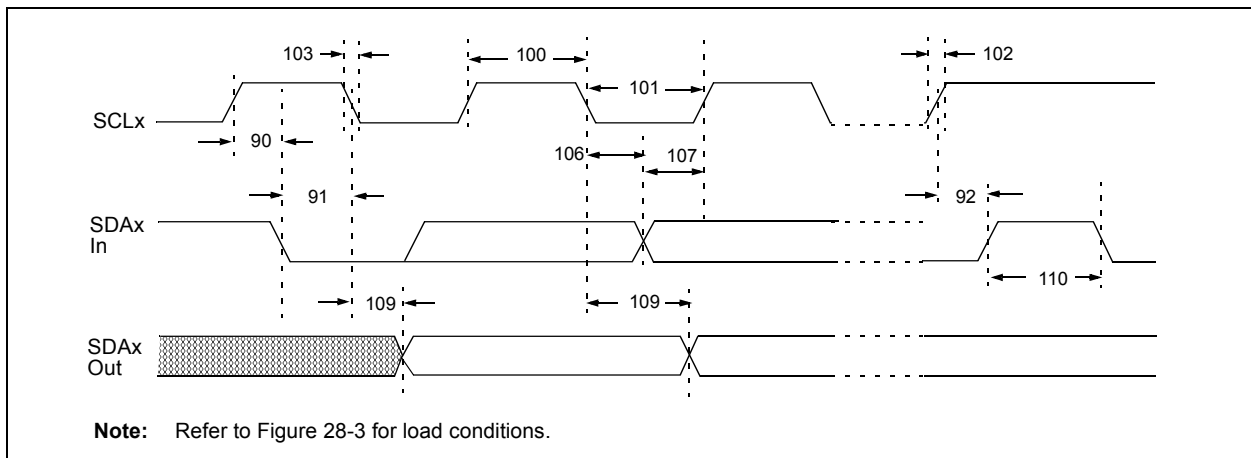 103
100
102
101
SCLx
90
106
107
91
92
SDAx
In
110
109
109
SDAx
Out
Note: Refer to Figure 28-3 for load conditions.